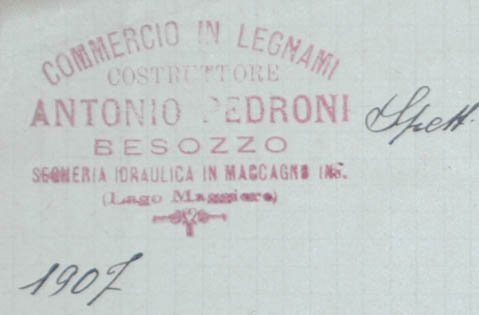 COMMERCIO IN LEGNAMI
COSTRUTTORE
ANTONIO PEDRONI
Spett.
BESOZZO
SEGHERIA IDRAULICA IN MACCAGNO INF.
(Lago Maggiore)
1907